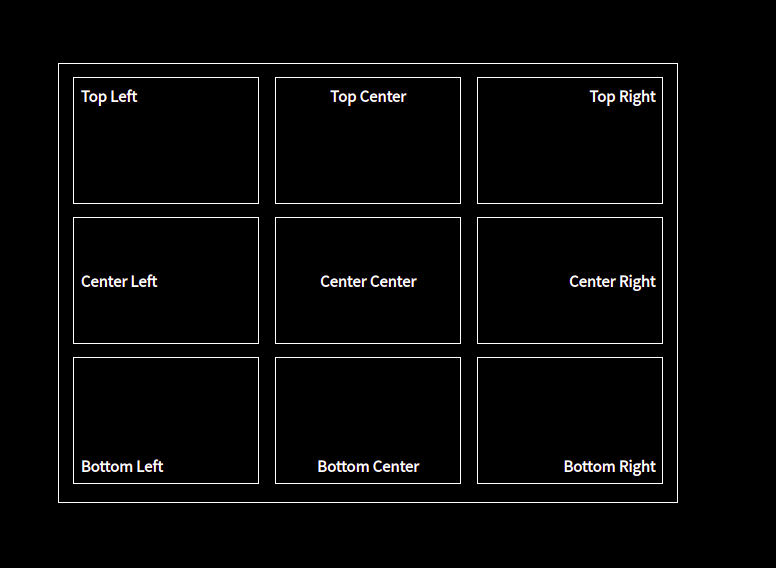 Top Left
Top Center
Top Right
Center Left
Center Center
Center Right
Bottom Left
Bottom Center
Bottom Right